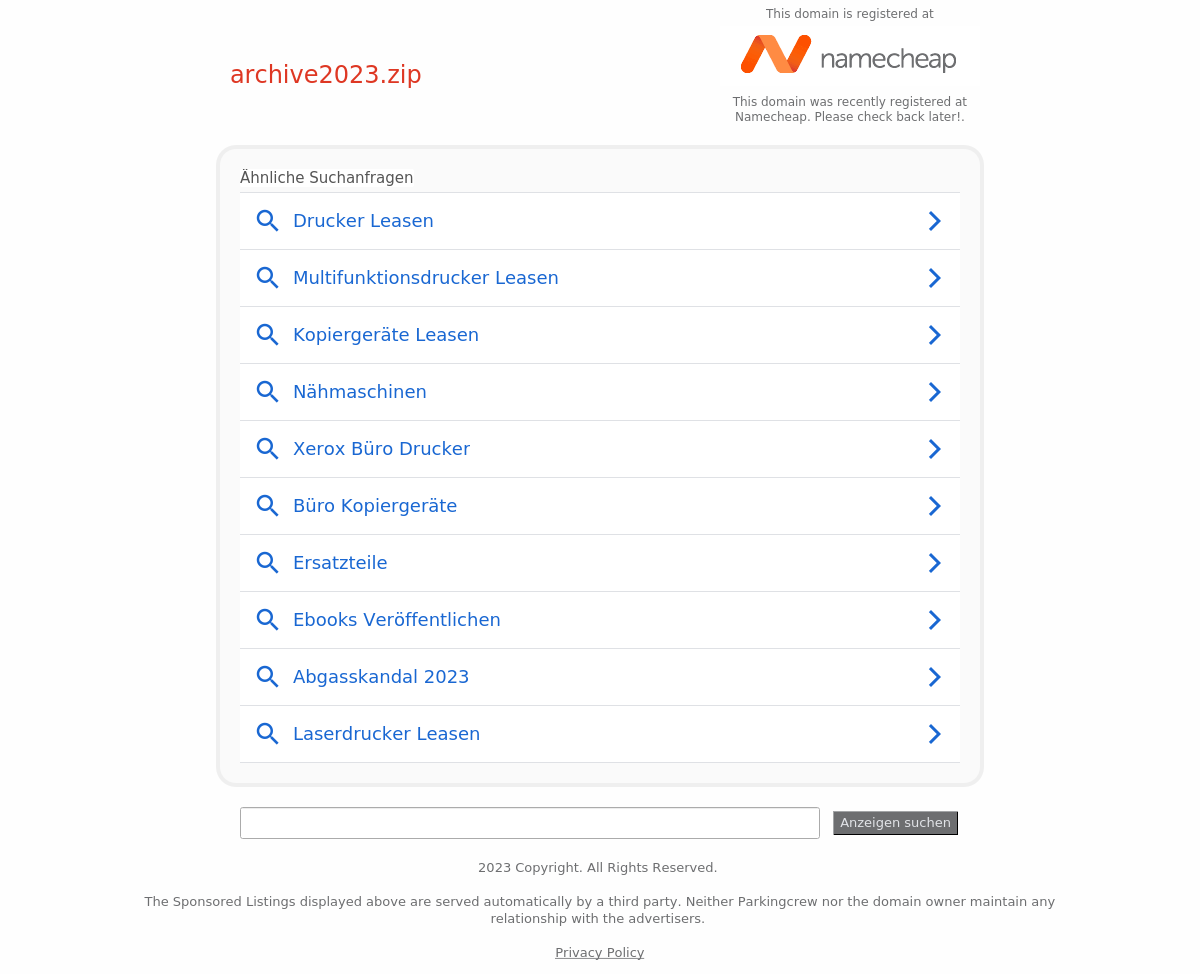 This domain is registered at
namecheap
archive2023.zip
This domain was recently registered at
Namecheap. Please check back later!.
Ähnliche Suchanfragen
Drucker Leasen
Multifunktionsdrucker Leasen
Kopiergeräte Leasen
Nähmaschinen
Xerox Büro Drucker
Büro Kopiergeräte
Ersatzteile
Ebooks Veröffentlichen
Abgasskandal 2023
Laserdrucker Leasen
Anzeigen suchen
2023 Copyright. All Rights Reserved.
The Sponsored Listings displayed above are served automatically by a third party. Neither Parkingcrew nor the domain owner maintain any
relationship with the advertisers.
Privacy Policy